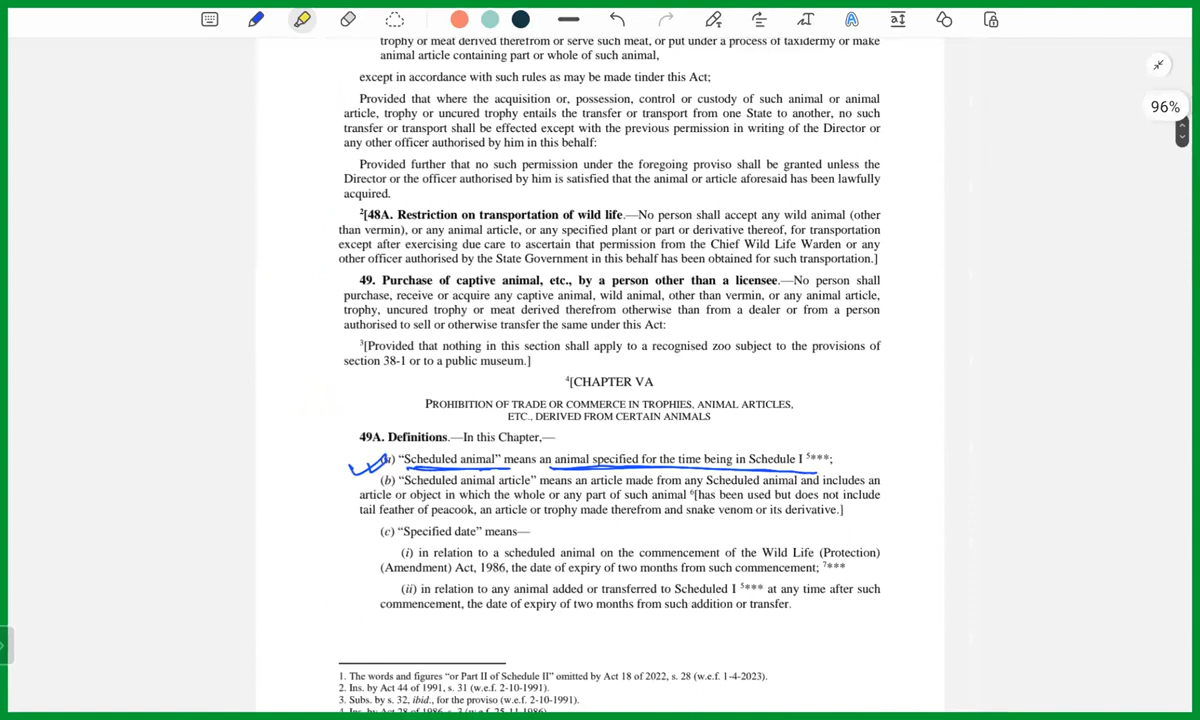 96%
trophy or meat derived therefrom or serve such meat, or put under a process of taxidermy or make
animal article containing part or whole of such animal,
except in accordance with such rules as may be made tinder this Act;
Provided that where the acquisition or, possession, control or custody of such animal or animal
article, trophy or uncured trophy entails the transfer or transport from one State to another, no such
transfer or transport shall be effected except with the previous permission in writing of the Director or
any other officer authorised by him in this behalf:
Provided further that no such permission under the foregoing proviso shall be granted unless the
Director or the officer authorised by him is satisfied that the animal or article aforesaid has been lawfully
acquired.
2[48A. Restriction on transportation of wild life.—No person shall accept any wild animal (other
than vermin), or any animal article, or any specified plant or part or derivative thereof, for transportation
except after exercising due care to ascertain that permission from the Chief Wild Life Warden or any
other officer authorised by the State Government in this behalf has been obtained for such transportation.]
49. Purchase of captive animal, etc., by a person other than a licensee.—No person shall
purchase, receive or acquire any captive animal, wild animal, other than vermin, or any animal article,
trophy, uncured trophy or meat derived therefrom otherwise than from a dealer or from a person
authorised to sell or otherwise transfer the same under this Act:
3[Provided that nothing in this section shall apply to a recognised zoo subject to the provisions of
section 38-1 or to a public museum.]
4[CHAPTER VA
PROHIBITION OF TRADE OR COMMERCE IN TROPHIES, ANIMAL ARTICLES,
ETC., DERIVED FROM CERTAIN ANIMALS
49A. Definitions.—In this Chapter,—
(a) “Scheduled animal” means an animal specified for the time being in Schedule I 5***;
(b) “Scheduled animal article” means an article made from any Scheduled animal and includes an
article or object in which the whole or any part of such animal 6[has been used but does not include
tail feather of peacock, an article or trophy made therefrom and snake venom or its derivative.]
(c) “Specified date” means—
(i) in relation to a scheduled animal on the commencement of the Wild Life (Protection)
(Amendment) Act, 1986, the date of expiry of two months from such commencement; 7***
(ii) in relation to any animal added or transferred to Scheduled I 5*** at any time after such
commencement, the date of expiry of two months from such addition or transfer.
1. The words and figures “or Part II of Schedule II” omitted by Act 18 of 2022, s. 28 (w.e.f. 1-4-2023).
2. Ins. by Act 44 of 1991, s. 31 (w.e.f. 2-10-1991).
3. Subs. by s. 32, ibid., for the proviso (w.e.f. 2-10-1991).
4. Ins. by Act 28 of 1986, s. 3 (w.e.f. 25-11-1986)